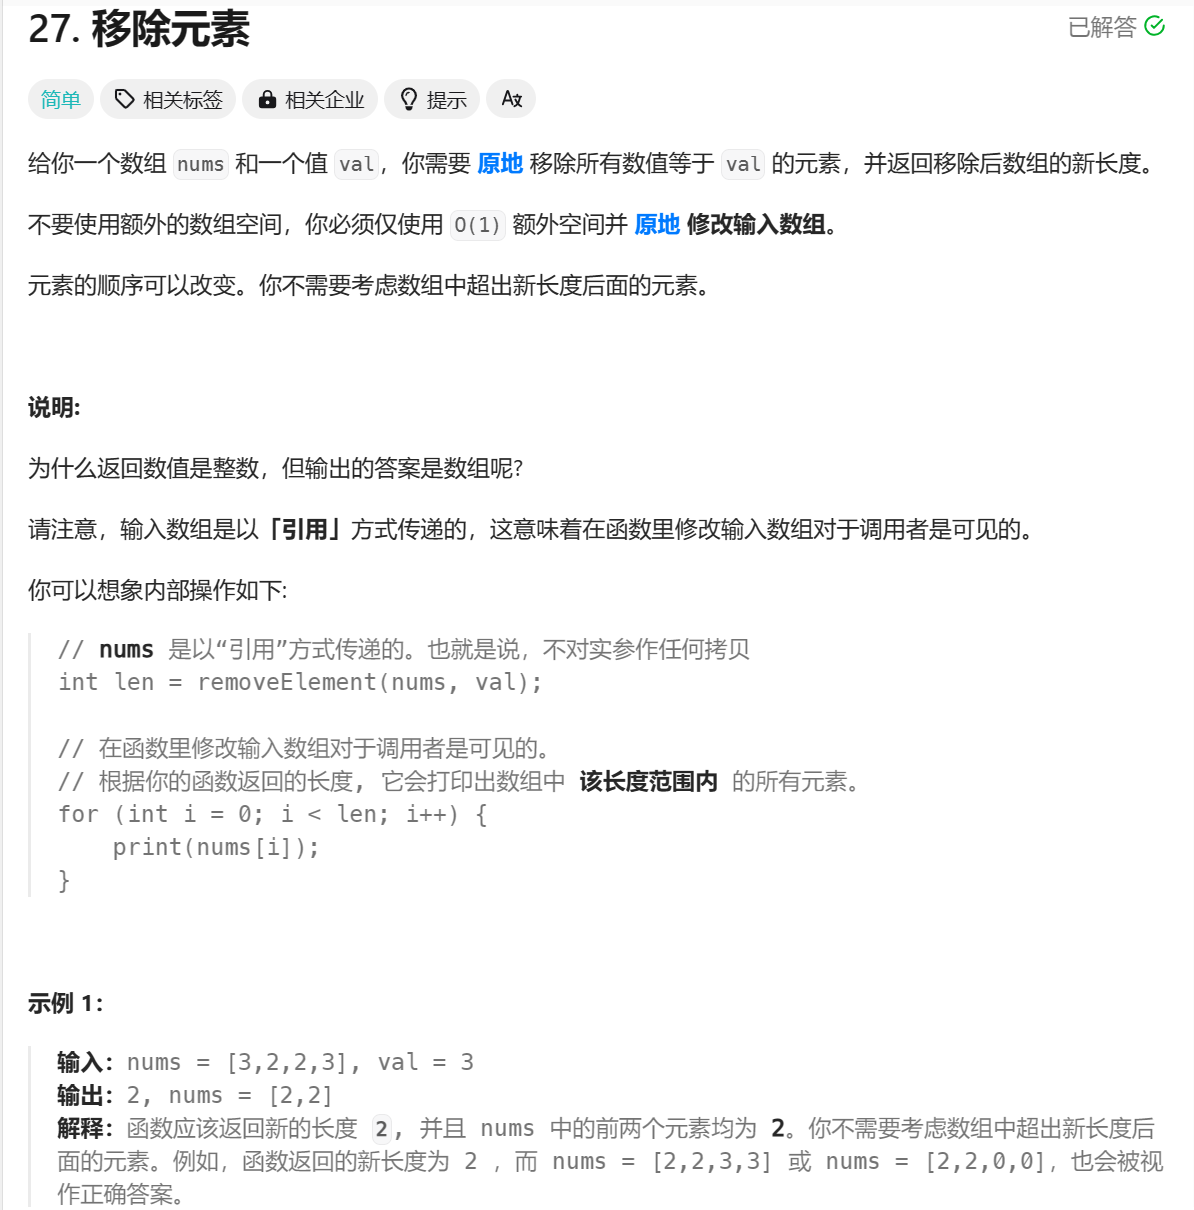 27. 移除元素
已解答
简单
相关标签
相关企业
提示
给你一个数组 nums 和一个值 val，你需要 原地 移除所有数值等于 val 的元素，并返回移除后数组的新长度。
不要使用额外的数组空间，你必须仅使用 O(1) 额外空间并 原地 修改输入数组。
元素的顺序可以改变。你不需要考虑数组中超出新长度后面的元素。
说明:
为什么返回数值是整数，但输出的答案是数组呢?
请注意，输入数组是以「引用」方式传递的，这意味着在函数里修改输入数组对于调用者是可见的。
你可以想象内部操作如下:
// nums 是以“引用”方式传递的。也就是说，不对实参作任何拷贝
int len = removeElement(nums, val);
// 在函数里修改输入数组对于调用者是可见的。
// 根据你的函数返回的长度, 它会打印出数组中 该长度范围内 的所有元素。
for (int i = 0; i < len; i++) {
    print(nums[i]);
}
示例 1：
输入：nums = [3,2,2,3], val = 3
输出：2, nums = [2,2]
解释：函数应该返回新的长度 2, 并且 nums 中的前两个元素均为 2。你不需要考虑数组中超出新长度后
面的元素。例如，函数返回的新长度为 2 ，而 nums = [2,2,3,3] 或 nums = [2,2,0,0]，也会被视
作正确答案。